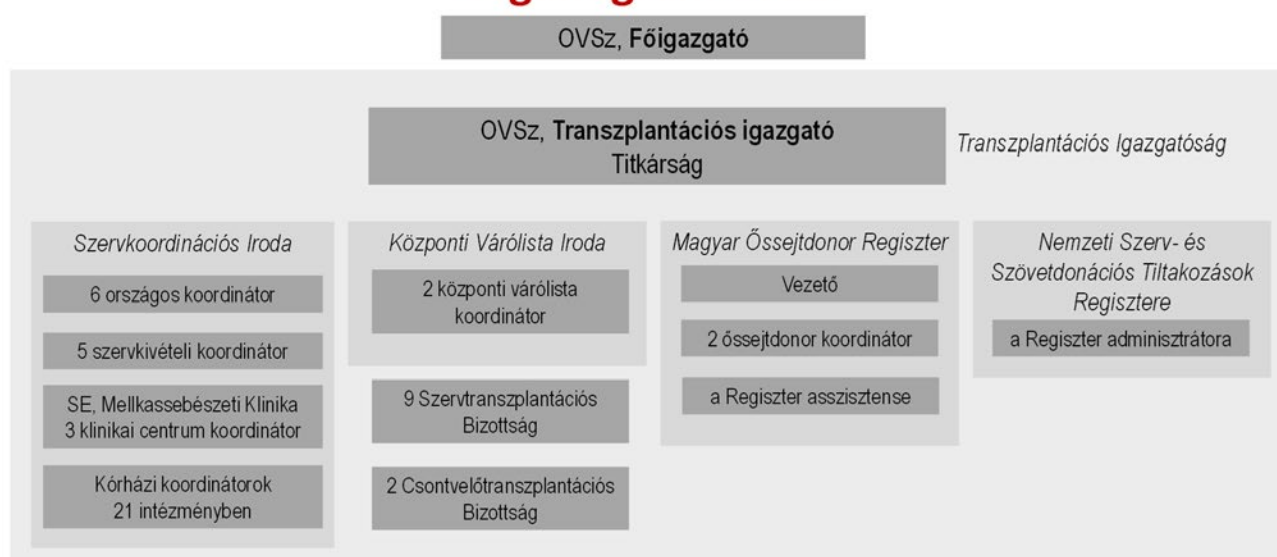 OVSz, Főigazgató
OVSz, Transzplantációs igazgató
Titkárság
Transzplantációs Igazgatóság
Szervkoordinációs Iroda
6 országos koordinátor
5 szervkivételi koordinátor
SE, Mellkassebészeti Klinika
3 klinikai centrum koordinátor
Kórházi koordinátorok
21 intézményben
Központi Várólista Iroda
2 központi várólista
koordinátor
9 Szervtranszplantációs
Bizottság
2 Csontvelőtranszplantációs
Bizottság
Magyar Őssejtdonor Regiszter
Vezető
2 őssejtdonor koordinátor
a Regiszter asszisztense
Nemzeti Szerv- és
Szövetdonációs Tiltakozások
Regisztere
a Regiszter adminisztrátora